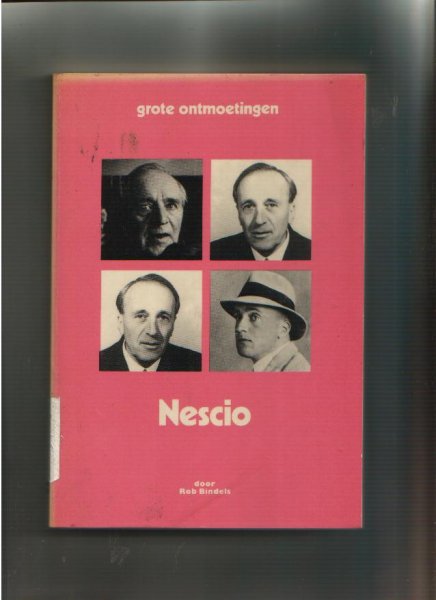 grote ontmoetingen
Nescio
door
Rob Bindels